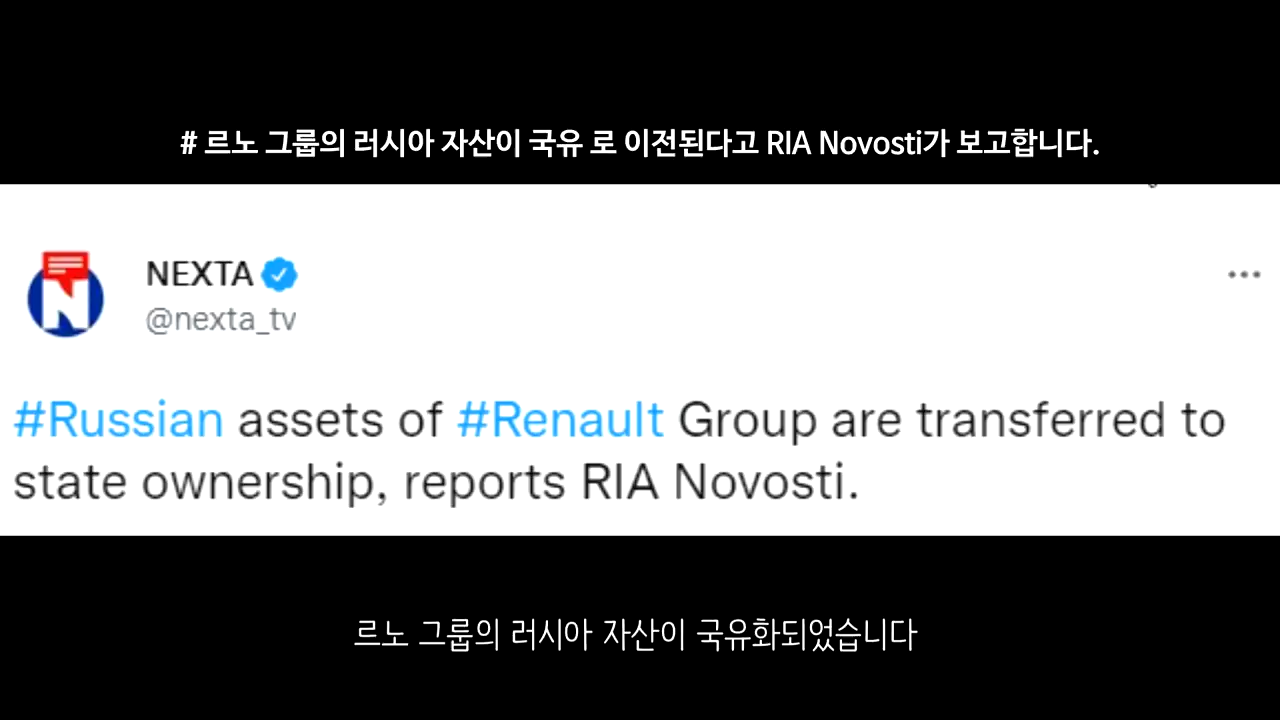 # 르노 그룹의 러시아 자산이 국유 로 이전된다고 RIA Novosti가 보고합니다.
NEXTA
@nexta_tv
#Russian assets of #Renault Group are transferred to
state ownership, reports RIA Novosti.
르노 그룹의 러시아 자산이 국유화되었습니다